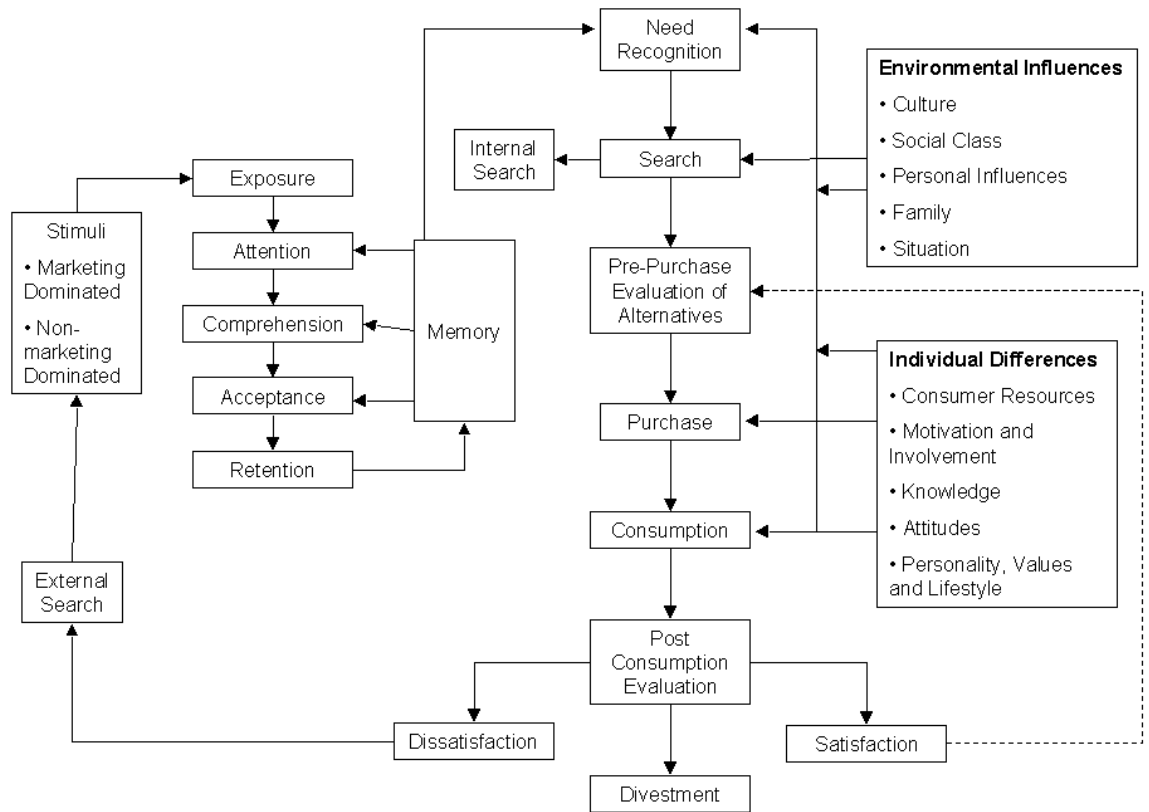 Need
Recognition
Environmental Influences
• Culture
• Social Class
• Personal Influences
• Family
• Situation
Internal
Search
Search
Exposure
Stimuli
• Marketing
Dominated
• Non-
marketing
Dominated
Attention
Comprehension
Acceptance
Retention
Memory
Pre-Purchase
Evaluation of
Alternatives
Individual Differences
• Consumer Resources
• Motivation and
Involvement
• Knowledge
• Attitudes
• Personality, Values
and Lifestyle
Purchase
Consumption
External
Search
Post
Consumption
Evaluation
Dissatisfaction
Satisfaction
Divestment